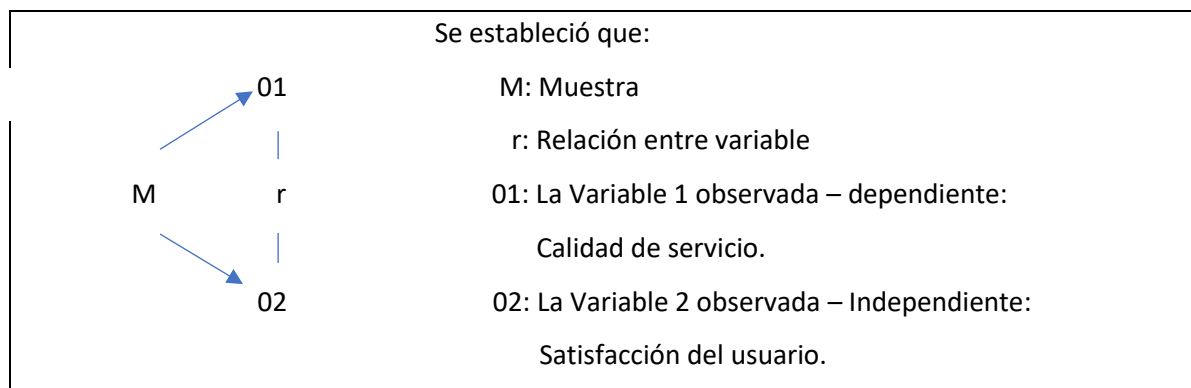 Se estableció que:
01 M: Muestra
r: Relación entre variable
M r 01: La Variable 1 observada – dependiente:
Calidad de servicio.
02 02: La Variable 2 observada – Independiente:
Satisfacción del usuario.